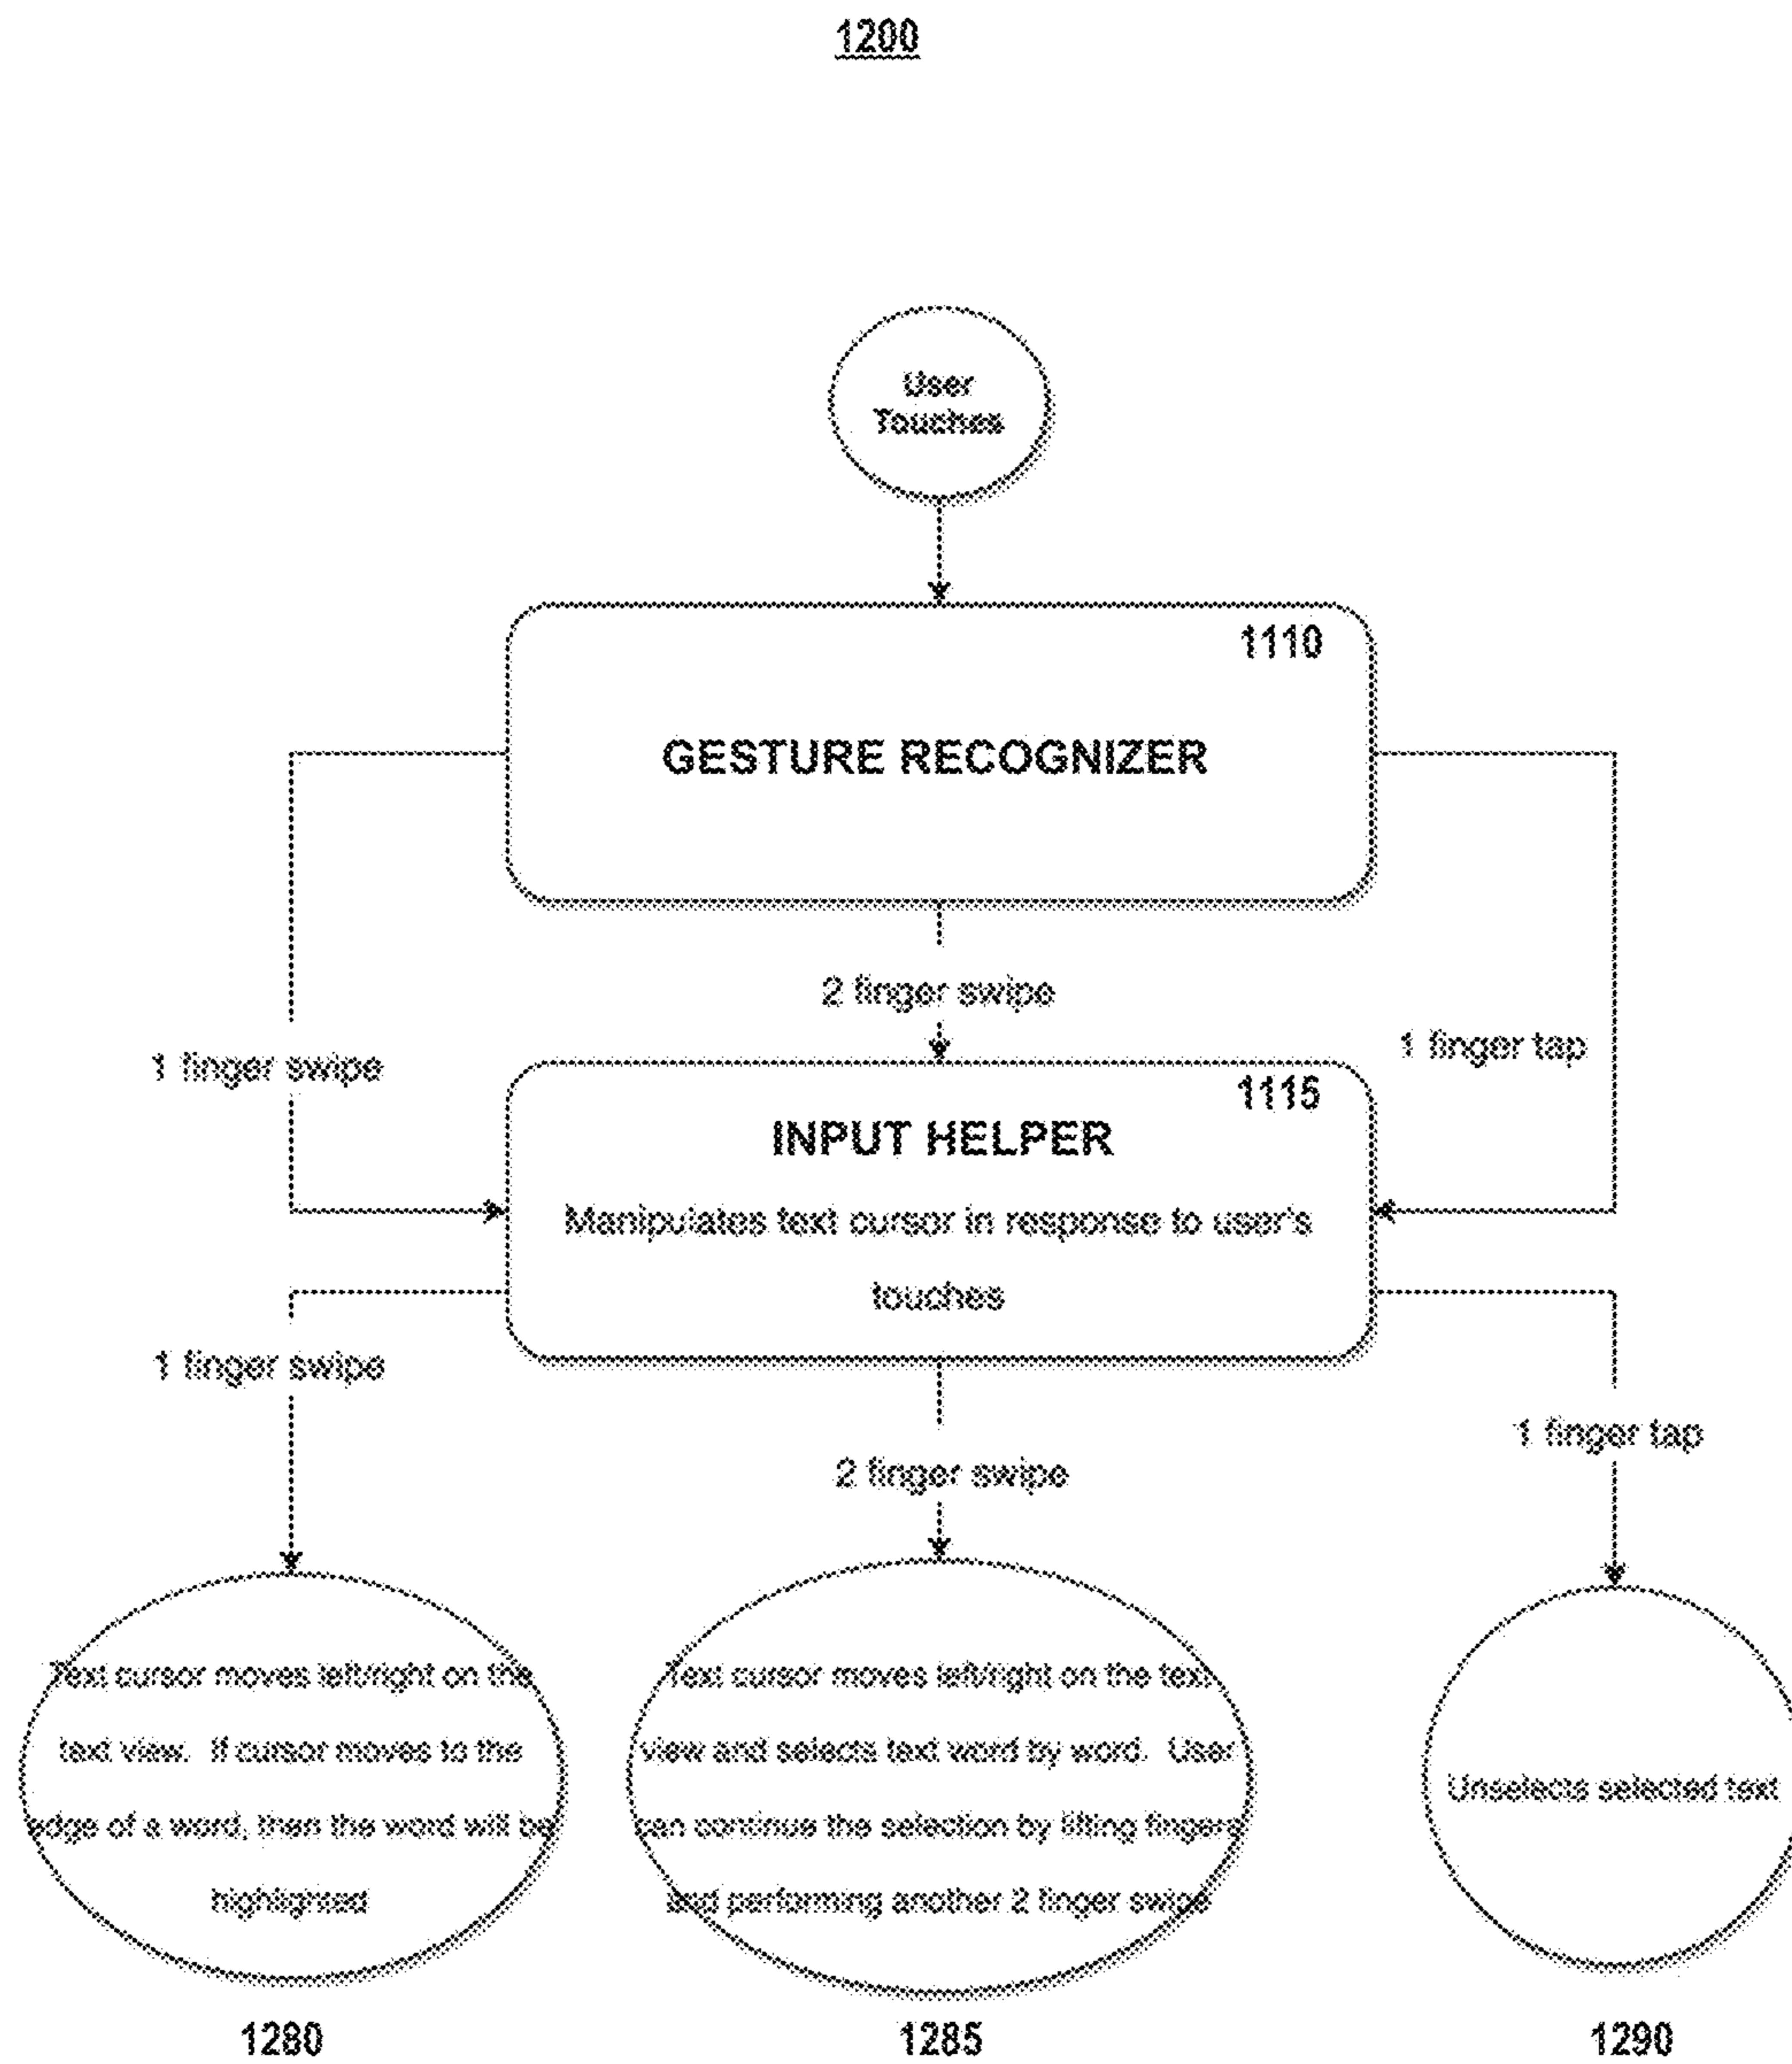 1200
User
Touches
1110
GESTURE RECOGNIZER
2 finger swipe
1 finger swipe
1 finger tap
1115
INPUT HELPER
Manipulates text cursor in response to user's
touches
1 finger swipe
2 finger swipe
1 finger tap
Text cursor moves left/right on the
text view. If cursor moves to the
edge of a word, then the word will be
highlighted
Text cursor moves left/right on the text
view and selects text word by word. User
can continue the selection by lifting fingers
and performing another 2 finger swipe
Unselects selected text
1280
1285
1290